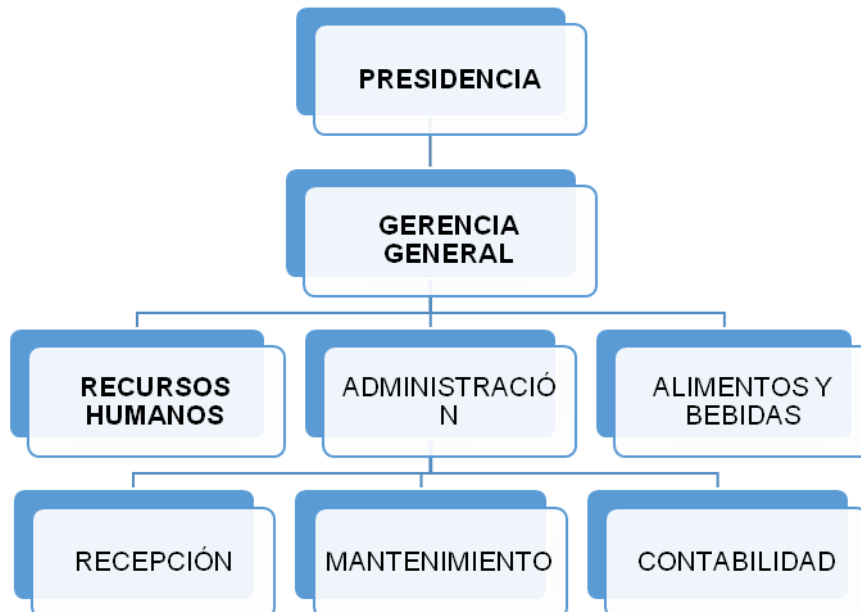 PRESIDENCIA
GERENCIA
GENERAL
RECURSOS
HUMANOS
ADMINISTRACIÓ
N
ALIMENTOS Y
BEBIDAS
RECEPCIÓN
MANTENIMIENTO
CONTABILIDAD